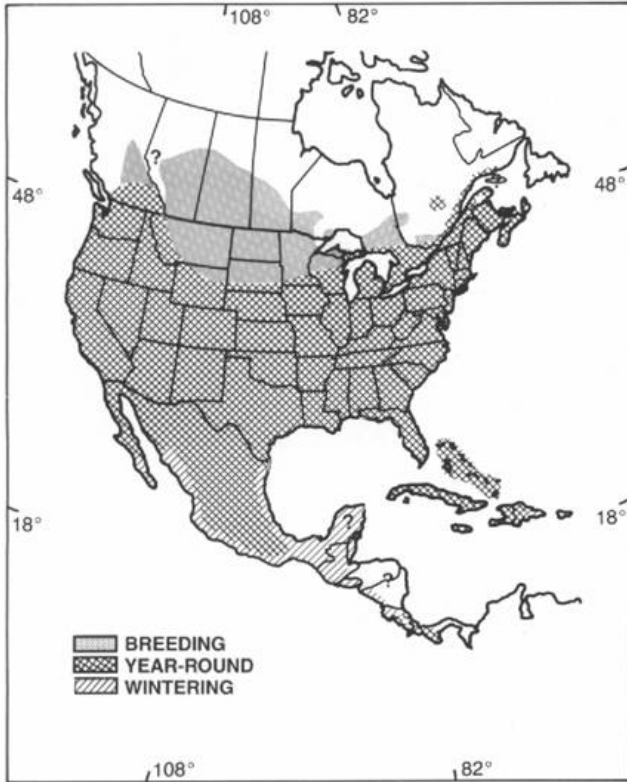 108° 82°
?
48° 48°
18° 18°
?
?
BREEDING
YEAR-ROUND
WINTERING
108° 82°